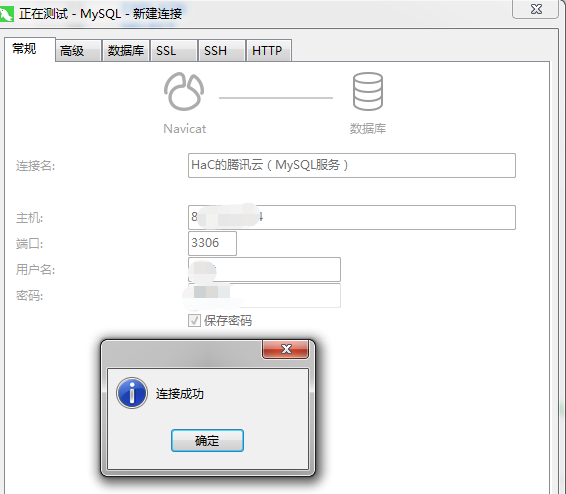 正在测试 - MySQL - 新建连接
常规 高级 数据库 SSL SSH HTTP
Navicat 数据库
连接名: HaC的腾讯云（MySQL服务）
主机: 8 4
端口: 3306
用户名:
密码:
保存密码
连接成功
确定